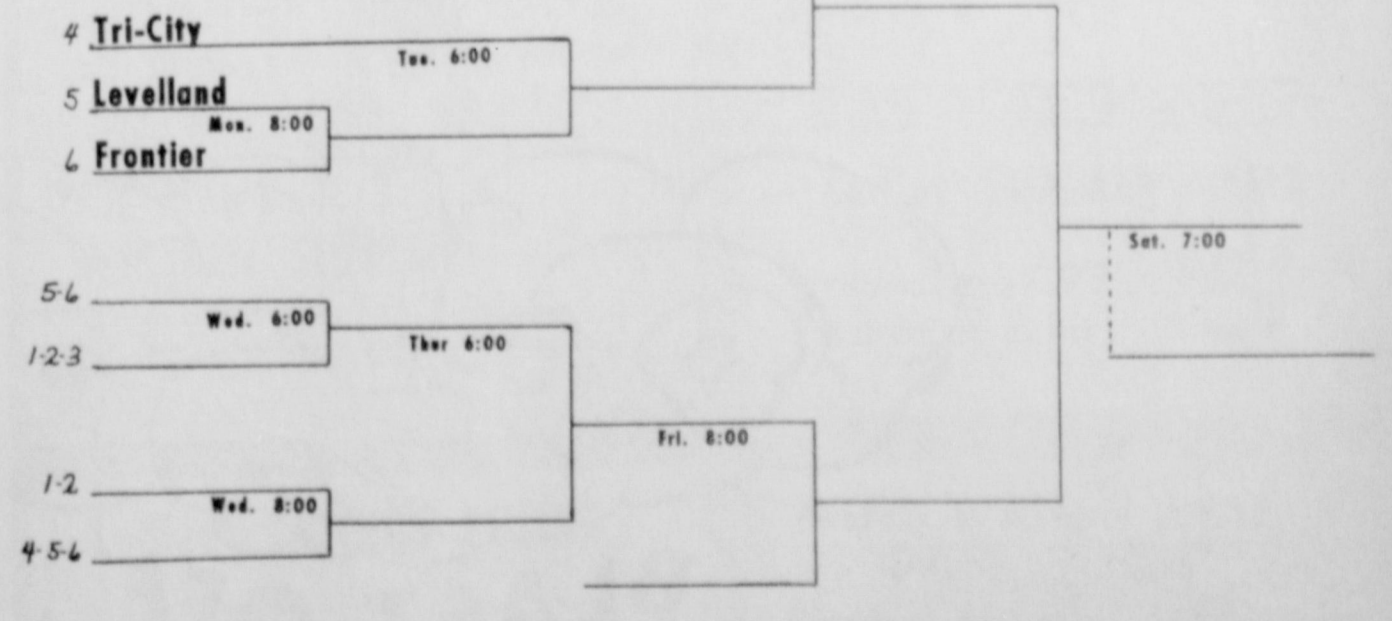 4 Tri-City
Tue. 6:00
5 Levelland
Mon. 8:00
6 Frontier
Sat. 7:00
5-6
Wed. 6:00
1-2-3
Thur 6:00
Fri. 8:00
1-2
Wed. 8:00
4-5-6